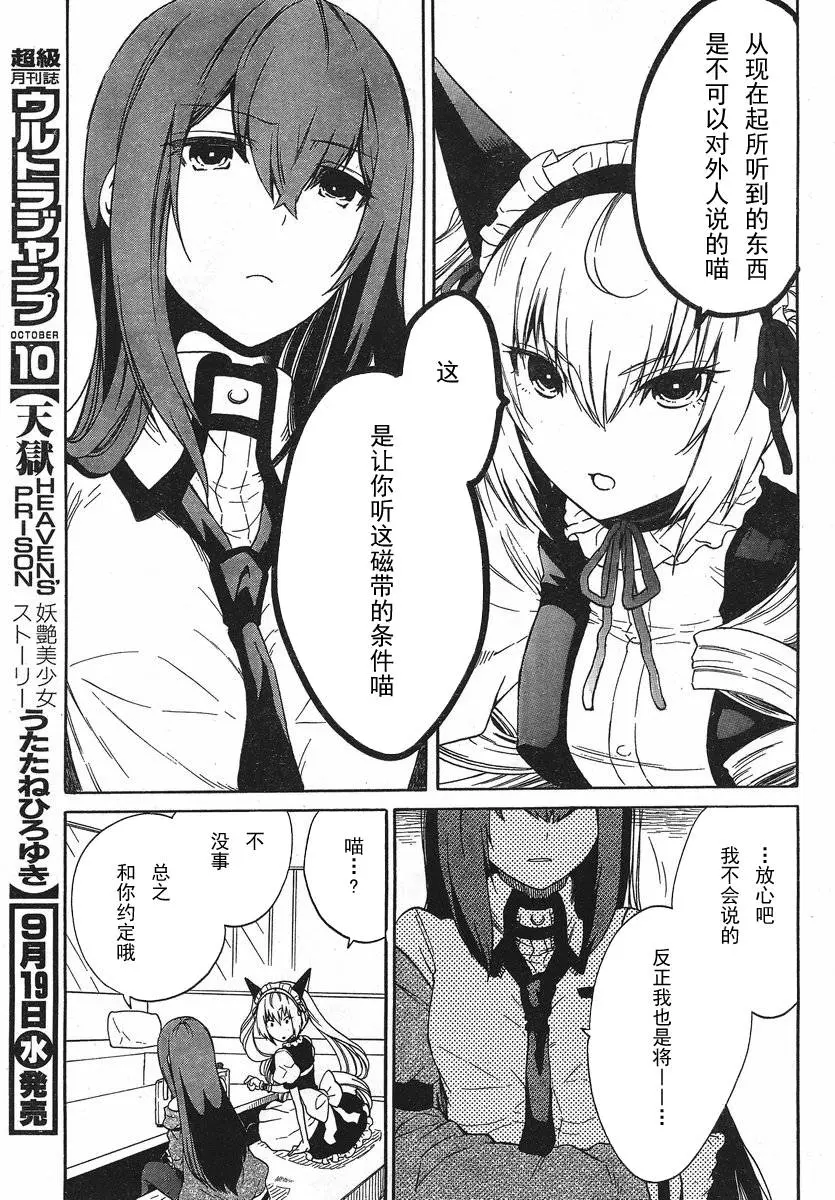 从现在起所听到的东西
是不可以对外人说的喵
这
是让你听这磁带的条件喵
…放心吧
我不会说的
反正我也是将——…
喵…?
不
没事
总之
和你约定哦
超級
月刊誌
ウルトラジャンプ
OCTOBER
10
【天獄
HEAVENS'
PRISON
妖艶美少女
ストーリー
うたたねひろゆき】
9月19日㊌発売